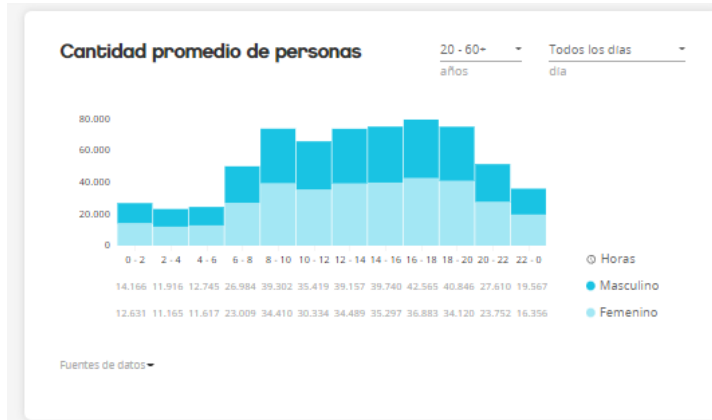 Cantidad promedio de personas
20 - 60+
Todos los días
años
día
80.000
60.000
40.000
20.000
0
0 - 2 2 - 4 4 - 6 6 - 8 8 - 10 10 - 12 12 - 14 14 - 16 16 - 18 18 - 20 20 - 22 22 - 0 Horas
14.166 11.916 12.745 26.984 39.302 35.419 39.157 39.740 42.565 40.846 27.610 19.567 Masculino
12.631 11.165 11.617 23.009 34.410 30.334 34.489 35.297 36.883 34.120 23.752 16.356 Femenino
Fuentes de datos